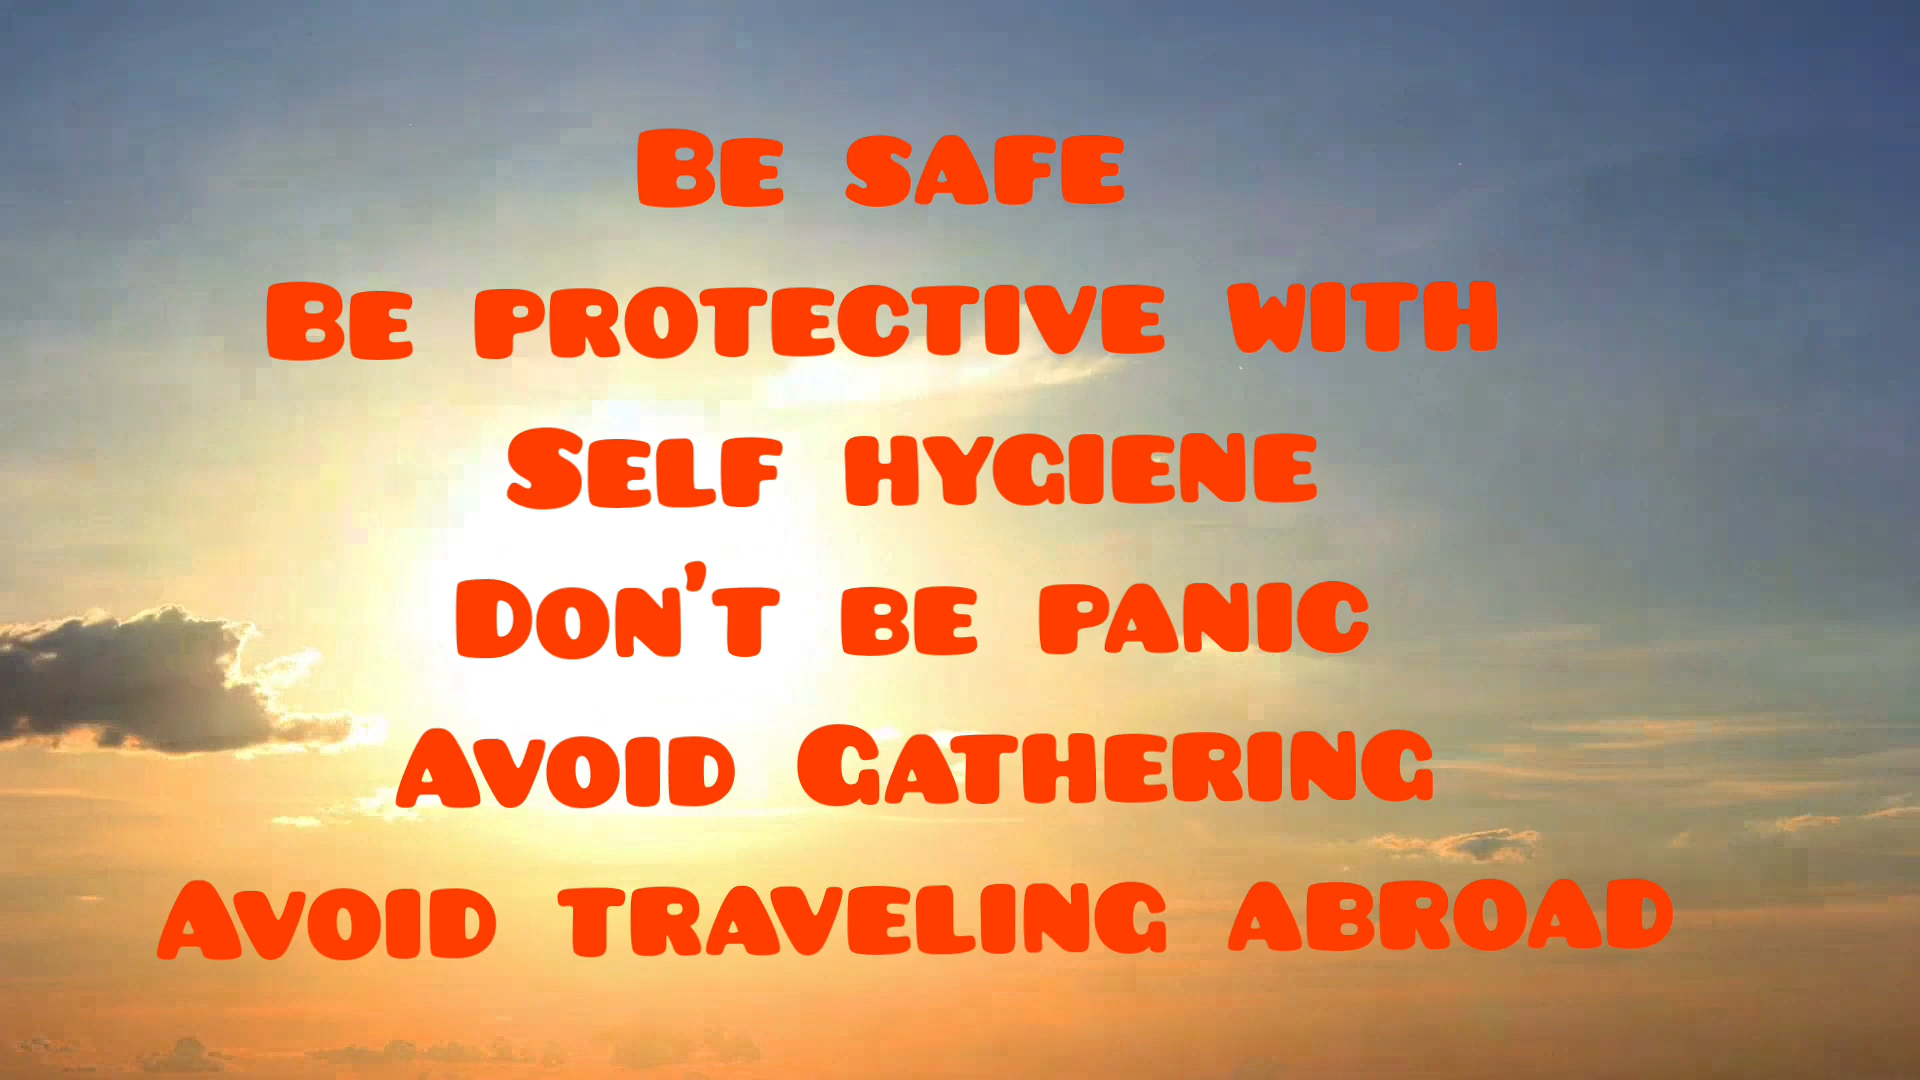 Be safe
Be protective with
Self hygiene
Don't be panic
Avoid Gathering
Avoid traveling abroad